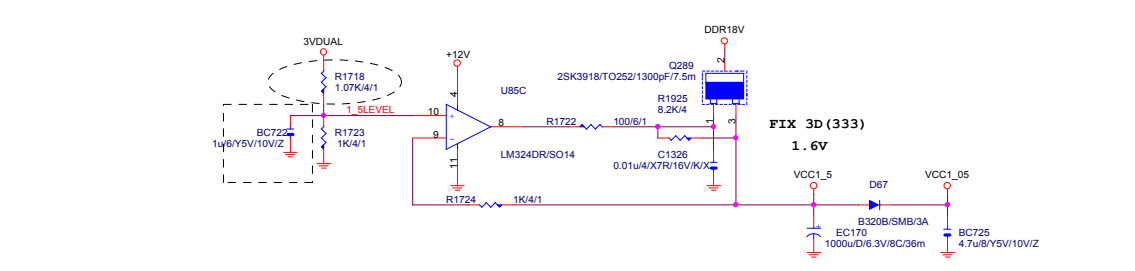 DDR18V
3VDUAL
+12V
2
Q289
2SK3918/TO252/1300pF/7.5m
R1718
1.07K/4/1
4
U85C
R1925
8.2K/4
1_5LEVEL
10
+
8
R1722
100/6/1
1
3
FIX 3D(333)
BC722
1u/6/Y5V/10V/Z
R1723
1K/4/1
9
-
1.6V
11
LM324DR/SO14
C1326
0.01u/4/X7R/16V/K/X
VCC1_5
D67
VCC1_05
R1724
1K/4/1
B320B/SMB/3A
EC170
1000u/D/6.3V/8C/36m
BC725
4.7u/8/Y5V/10V/Z